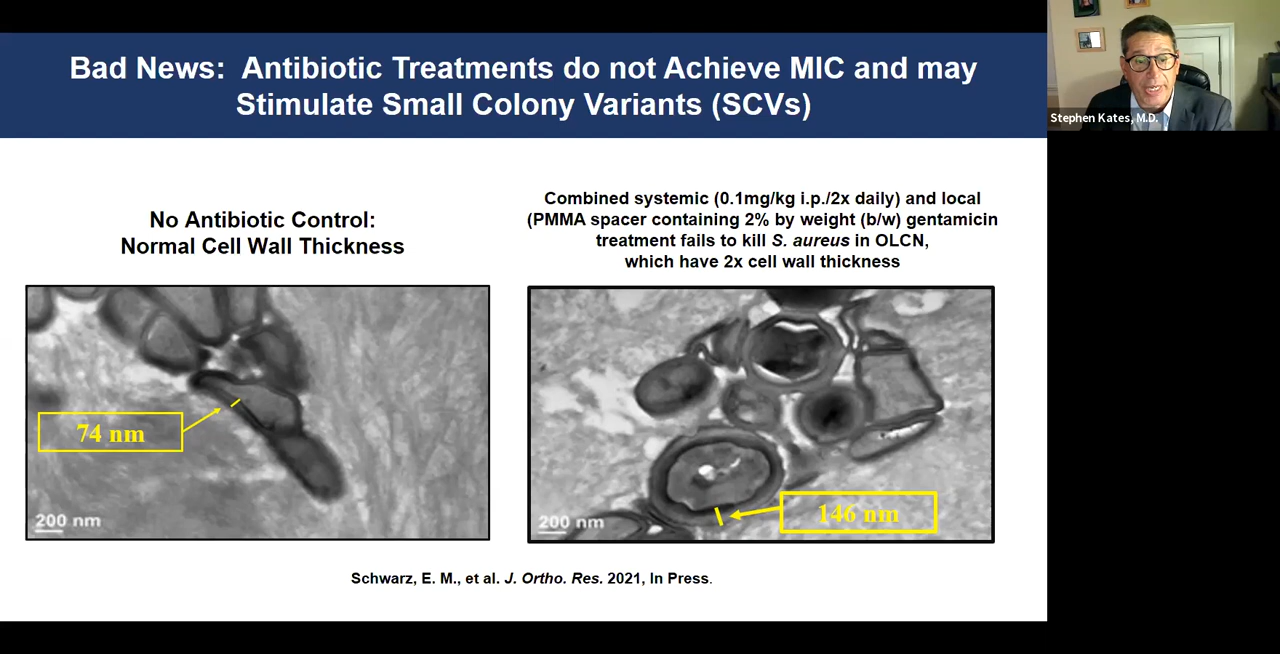 Bad News:  Antibiotic Treatments do not Achieve MIC and may
Stimulate Small Colony Variants (SCVs)
Stephen Kates, M.D.
No Antibiotic Control:
Normal Cell Wall Thickness
Combined systemic (0.1mg/kg i.p./2x daily) and local
(PMMA spacer containing 2% by weight (b/w) gentamicin
treatment fails to kill S. aureus in OLCN,
which have 2x cell wall thickness
74 nm
200 nm
146 nm
200 nm
Schwarz, E. M., et al. J. Ortho. Res. 2021, In Press.